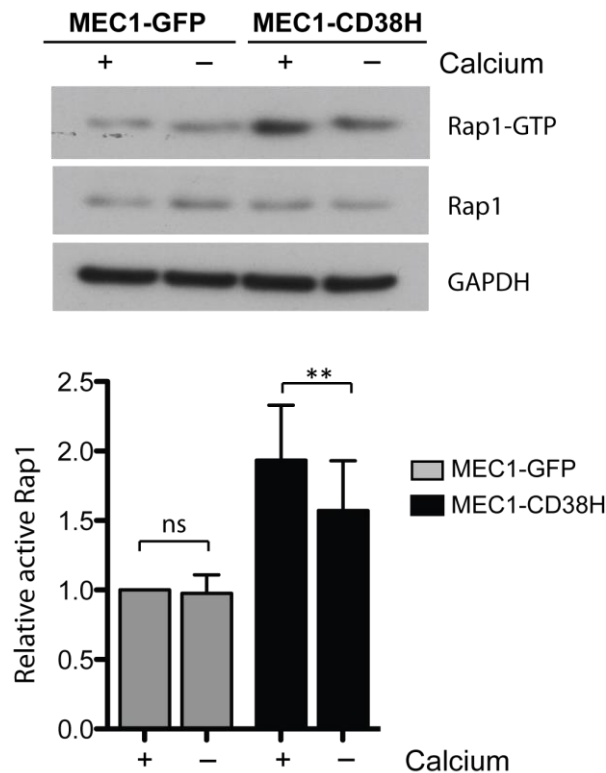 MEC1-GFP MEC1-CD38H
+ – + – Calcium
Rap1-GTP
Rap1
GAPDH
Relative active Rap1
2.5
2.0
1.5
1.0
0.5
0.0
ns
**
MEC1-GFP
MEC1-CD38H
+ – + – Calcium